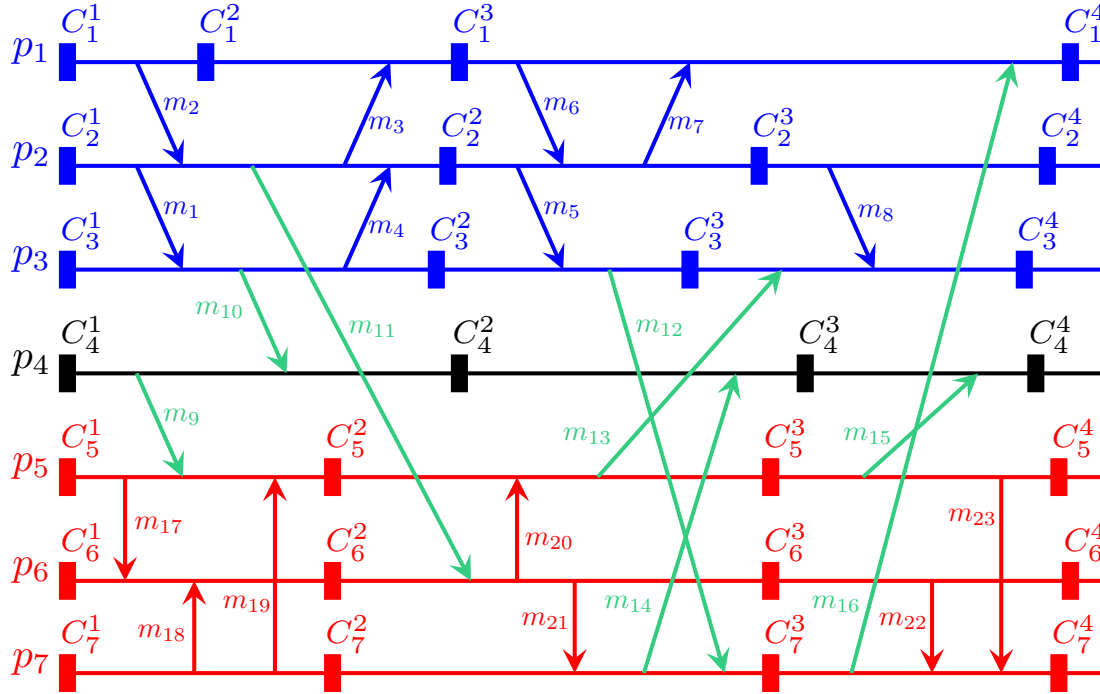 C_1^1 C_1^2 C_1^3 C_1^4
p_1
m_2 m_3 m_6 m_7
C_2^1 C_2^2 C_2^3 C_2^4
p_2
m_1 m_4 m_5 m_8
C_3^1 C_3^2 C_3^3 C_3^4
p_3
m_10 m_11 m_12
C_4^1 C_4^2 C_4^3 C_4^4
p_4
m_9 m_13 m_15
C_5^1 C_5^2 C_5^3 C_5^4
p_5
m_17 m_20 m_23
C_6^1 C_6^2 C_6^3 C_6^4
p_6
m_18 m_19 m_21 m_14 m_16 m_22
C_7^1 C_7^2 C_7^3 C_7^4
p_7